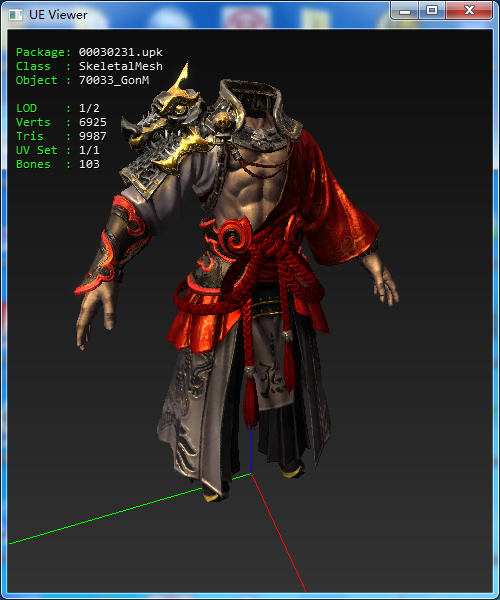 UE Viewer
Package: 00030231.upk
Class : SkeletalMesh
Object : 70033_GonM
LOD : 1/2
Verts : 6925
Tris : 9987
UV Set : 1/1
Bones : 103